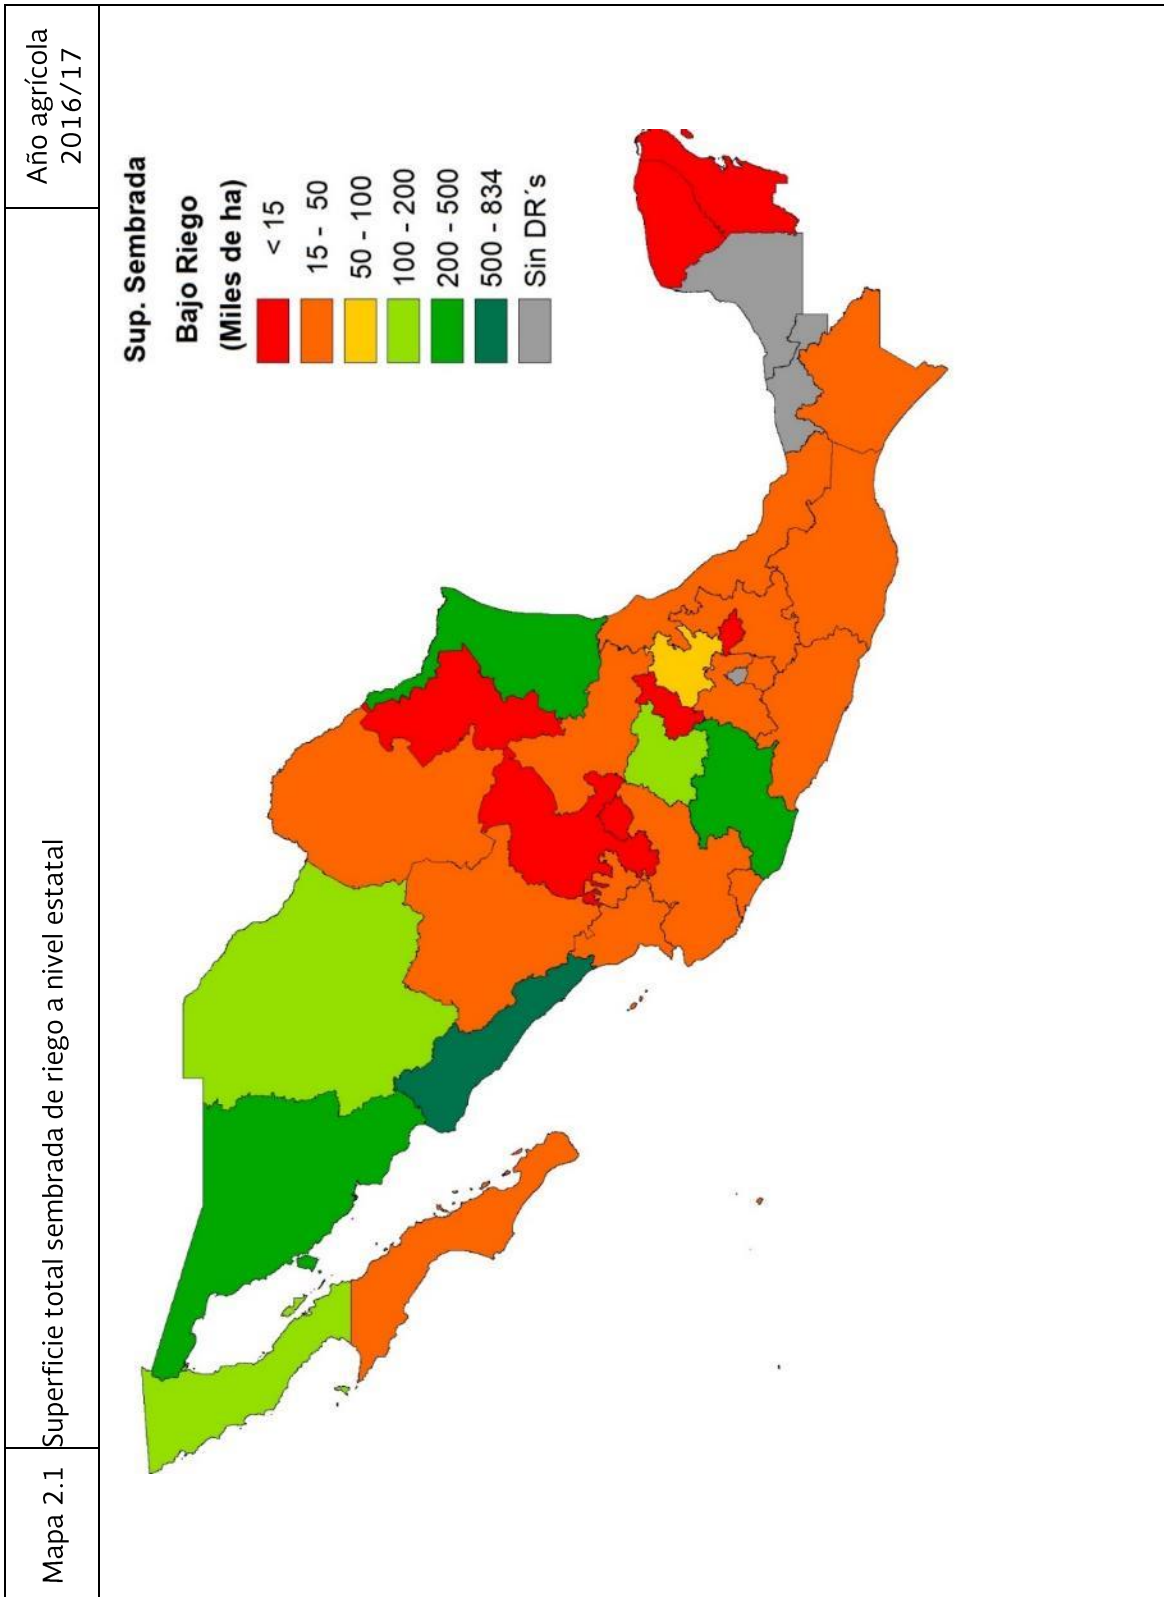 Mapa 2.1
Superficie total sembrada de riego a nivel estatal
Año agrícola
2016/17
Sup. Sembrada
Bajo Riego
(Miles de ha)
< 15
15 - 50
50 - 100
100 - 200
200 - 500
500 - 834
Sin DR´s